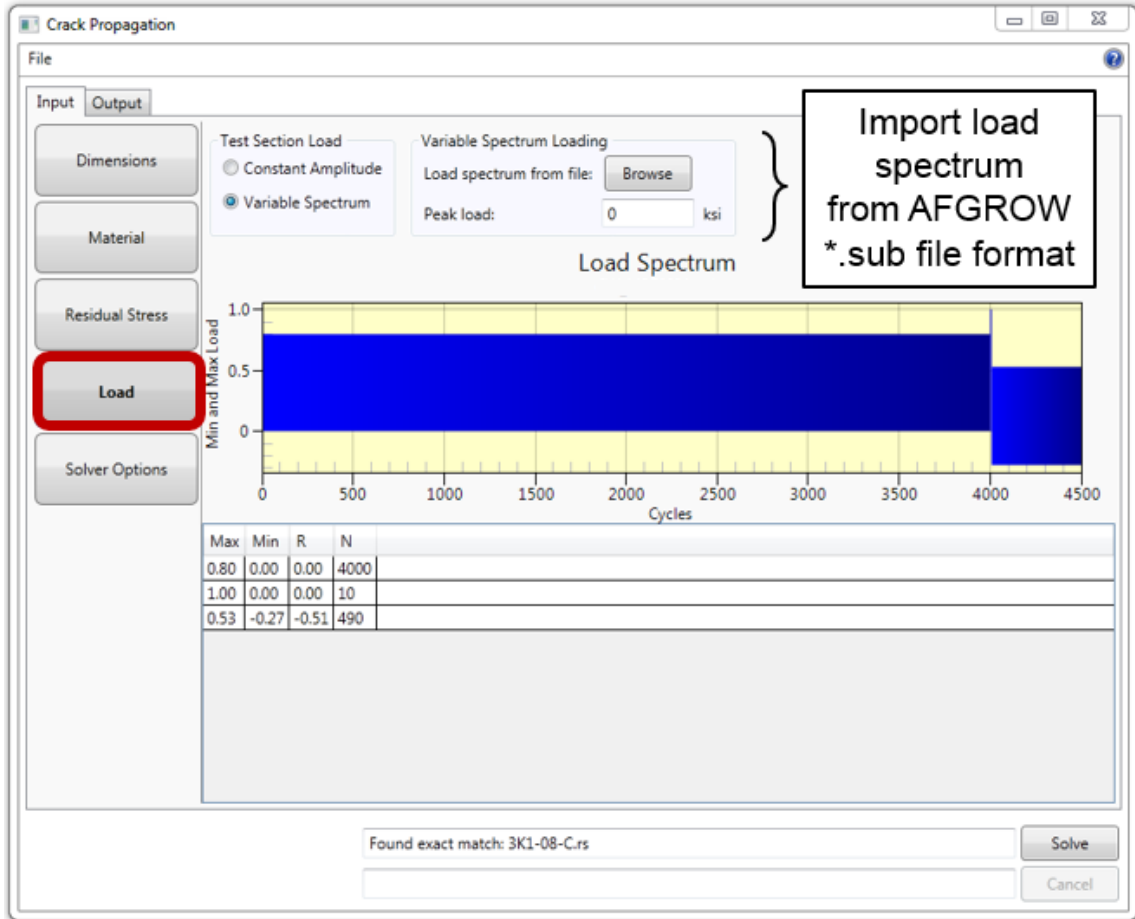 Crack Propagation
File
Input Output
Dimensions
Material
Residual Stress
Load
Solver Options
Test Section Load
Constant Amplitude
Variable Spectrum
Variable Spectrum Loading
Load spectrum from file: Browse
Peak load: 0 ksi
Import load
spectrum
from AFGROW
*.sub file format
Load Spectrum
Min and Max Load
1.0
0.5
0
0 500 1000 1500 2000 2500 3000 3500 4000 4500
Cycles
Max Min R N
0.80 0.00 0.00 4000
1.00 0.00 0.00 10
0.53 -0.27 -0.51 490
Found exact match: 3K1-08-C.rs
Solve
Cancel